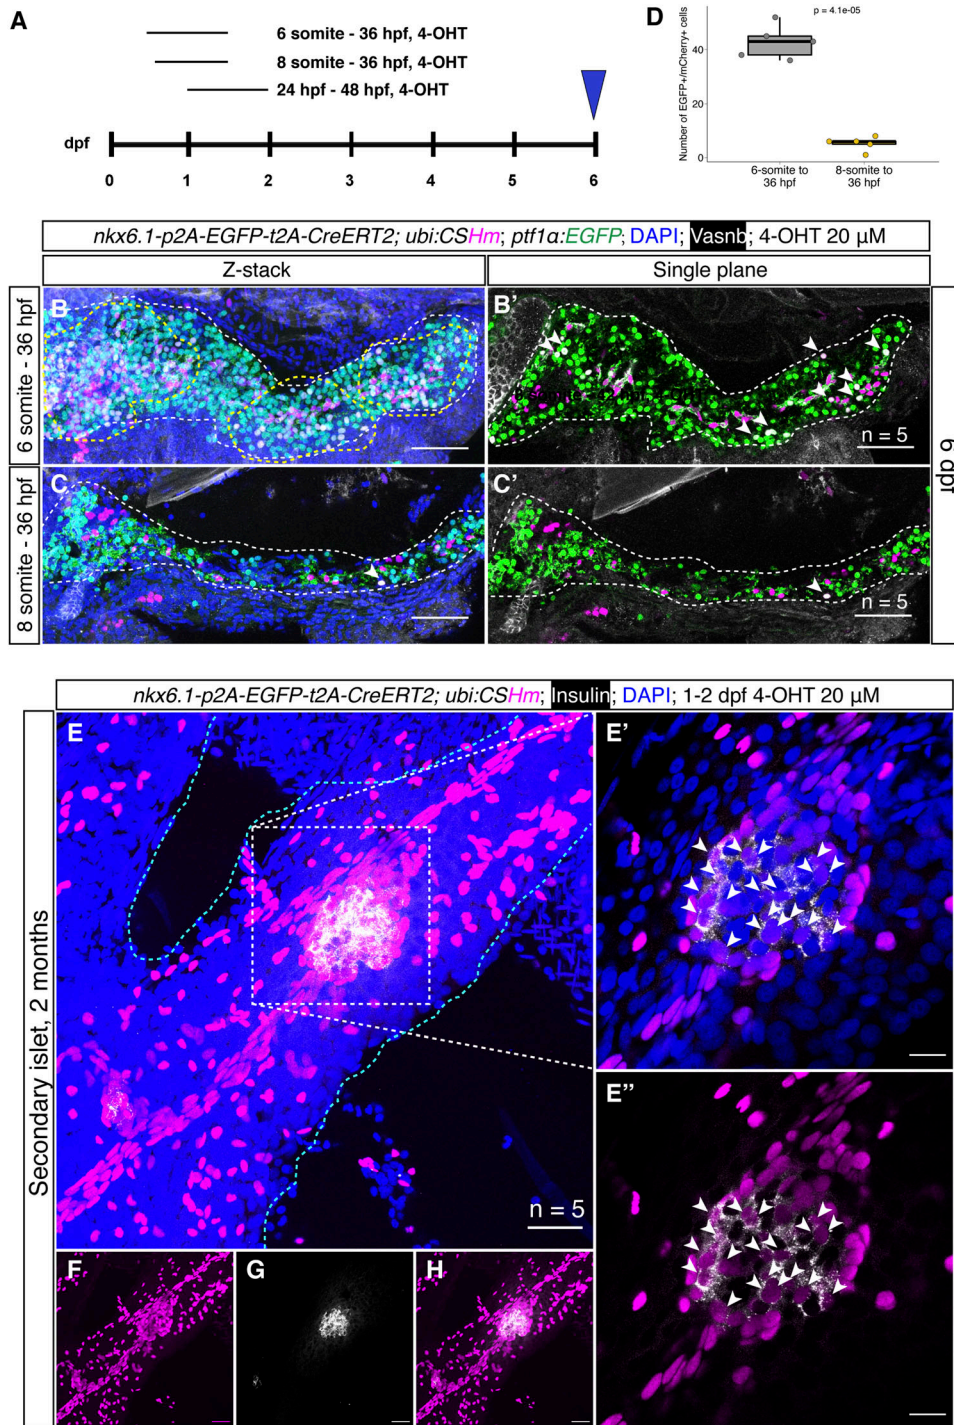 A
6 somite - 36 hpf, 4-OHT
8 somite - 36 hpf, 4-OHT
24 hpf - 48 hpf, 4-OHT
dpf
0 1 2 3 4 5 6
D
p = 4.1e-05
Number of EGFP+/mCherry+ cells
40
20
0
6-somite to
36 hpf
8-somite to
36 hpf
nkx6.1-p2A-EGFP-t2A-CreERT2; ubi:CSHm; ptf1a:EGFP; DAPI; Vasnb; 4-OHT 20 µM
Z-stack
Single plane
6 somite - 36 hpf
B
B'
n = 5
8 somite - 36 hpf
C
C'
n = 5
nkx6.1-p2A-EGFP-t2A-CreERT2; ubi:CSHm; Insulin; DAPI; 1-2 dpf 4-OHT 20 µM
Secondary islet, 2 months
E
n = 5
E'
E"
F
G
H